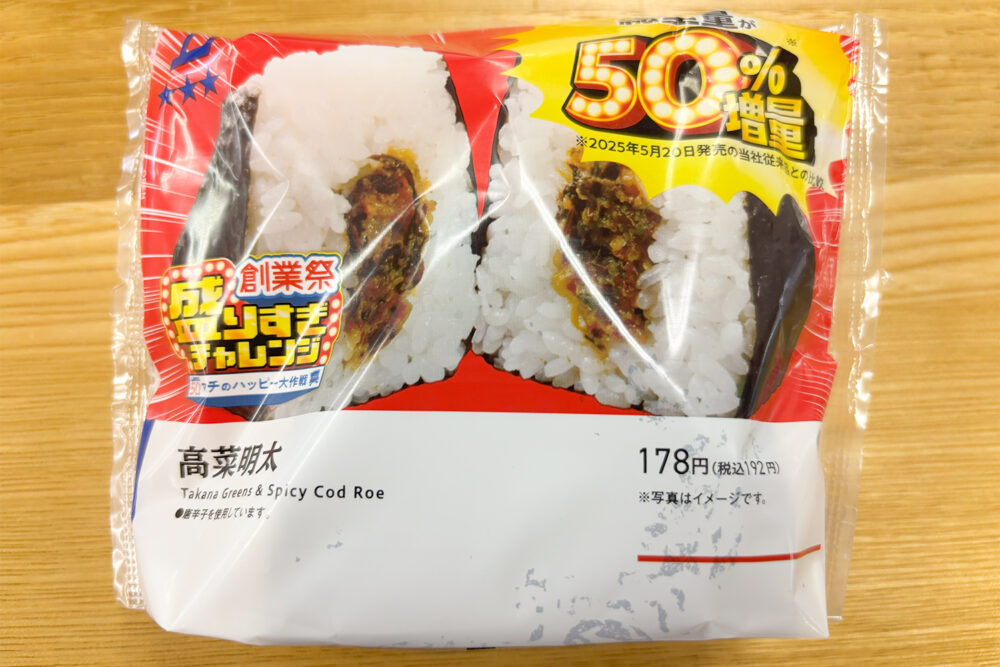 量が
50%※
増量
※2025年5月20日発売の当社従来品との比較
創業祭
盛りすぎ
チャレンジ
のハッピー大作戦
高菜明太
Takana Greens & Spicy Cod Roe
●唐辛子を使用しています。
178円(税込192円)
※写真はイメージです。